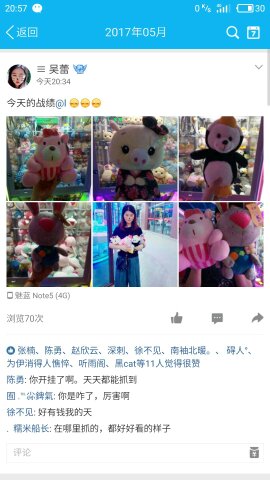 20:57 0 K/s 30
返回 2017年05月
吴蕾
今天20:34
今天的战绩@l
魅蓝 Note5 (4G)
浏览70次
张楠、陈勇、赵欣云、深刺、徐不见、南袖北暖。、 碍人°、
为伊消得人憔悴、听雨阁、黑cat等11人觉得很赞
陈勇: 你开挂了啊。天天都能抓到
你是咋了，厉害啊
徐不见: 好有钱我的天
. 糯米船长: 在哪里抓的，都好好看的样子
评论